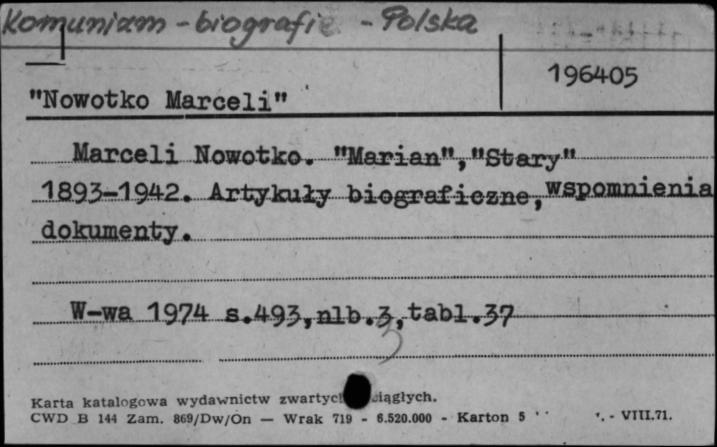 Komunizm - biografie - Polska
196405
"Nowotko Marceli"
Marceli Nowotko. "Marian","Stary"
1893-1942. Artykuły biograficzne,wspomnienia
dokumenty.
W-wa 1974 s.493,nlb.3,tabl.37
3
Karta katalogowa wydawnictw ciągłych.
CWD B 144 Zam. 869/Dw/On — Wrak 719 - 6.520.000 - Karton 5 - VIII.71.